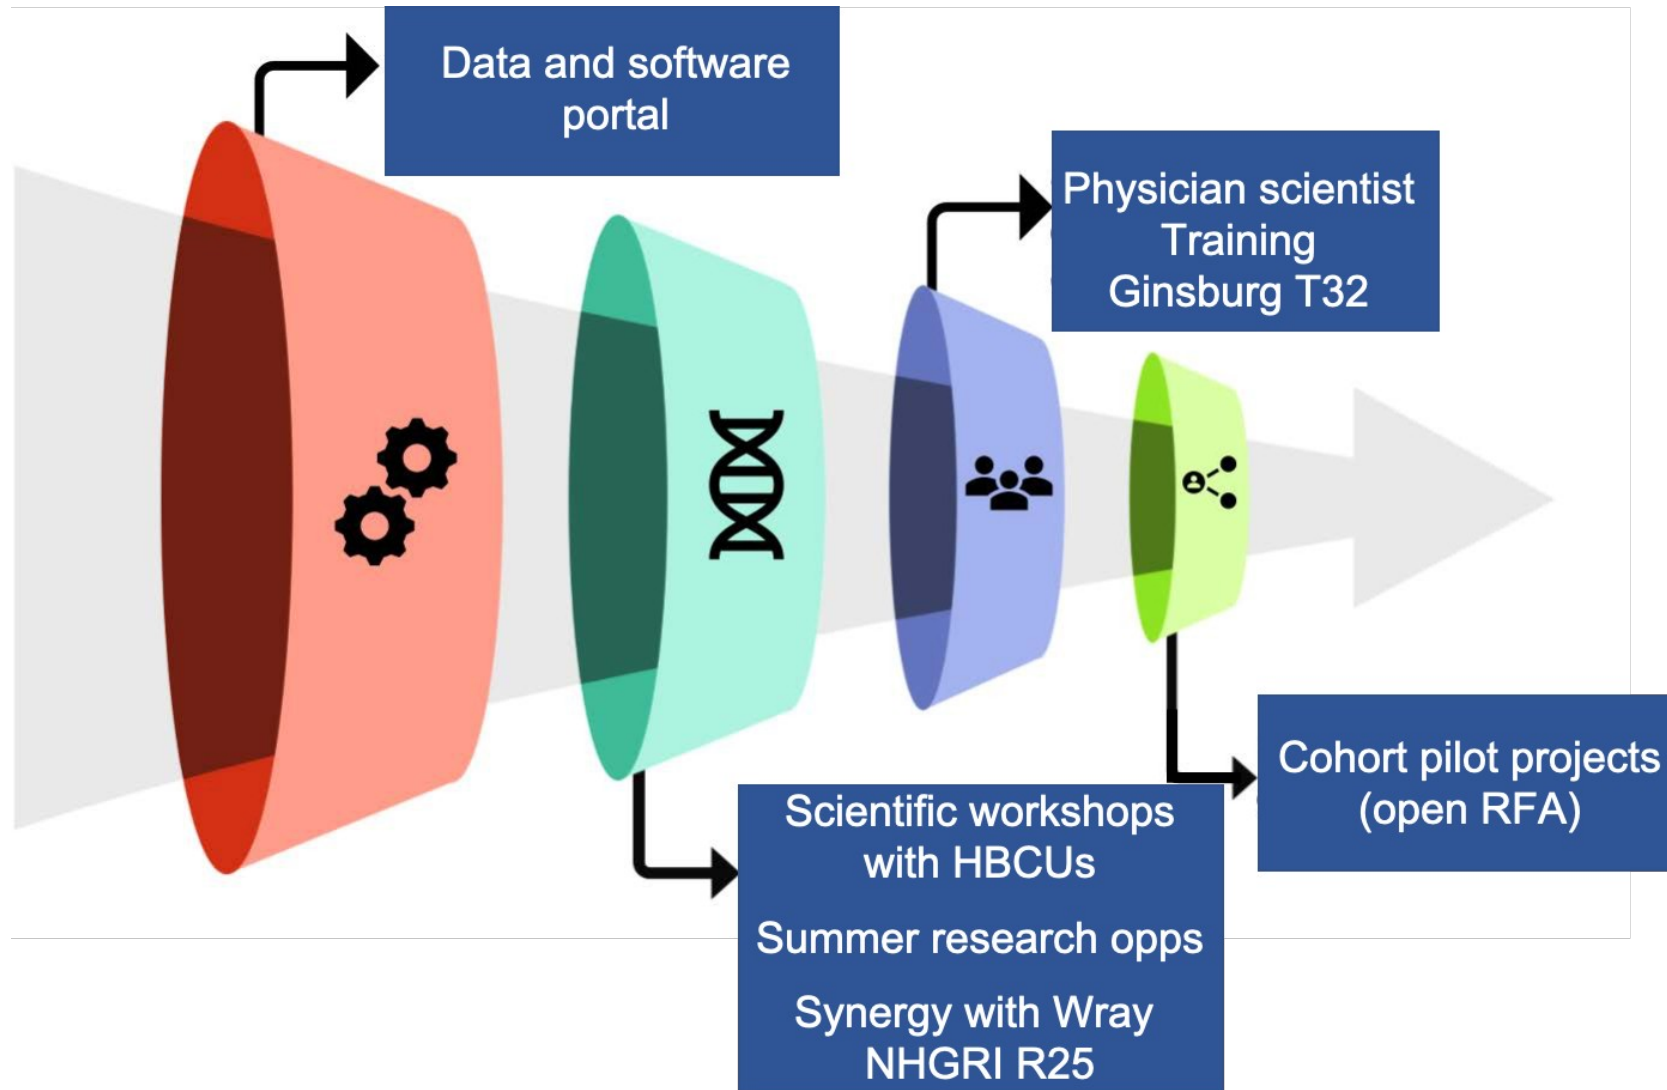 Data and software
portal
Physician scientist
Training
Ginsburg T32
Cohort pilot projects
(open RFA)
Scientific workshops
with HBCUs
Summer research opps
Synergy with Wray
NHGRI R25